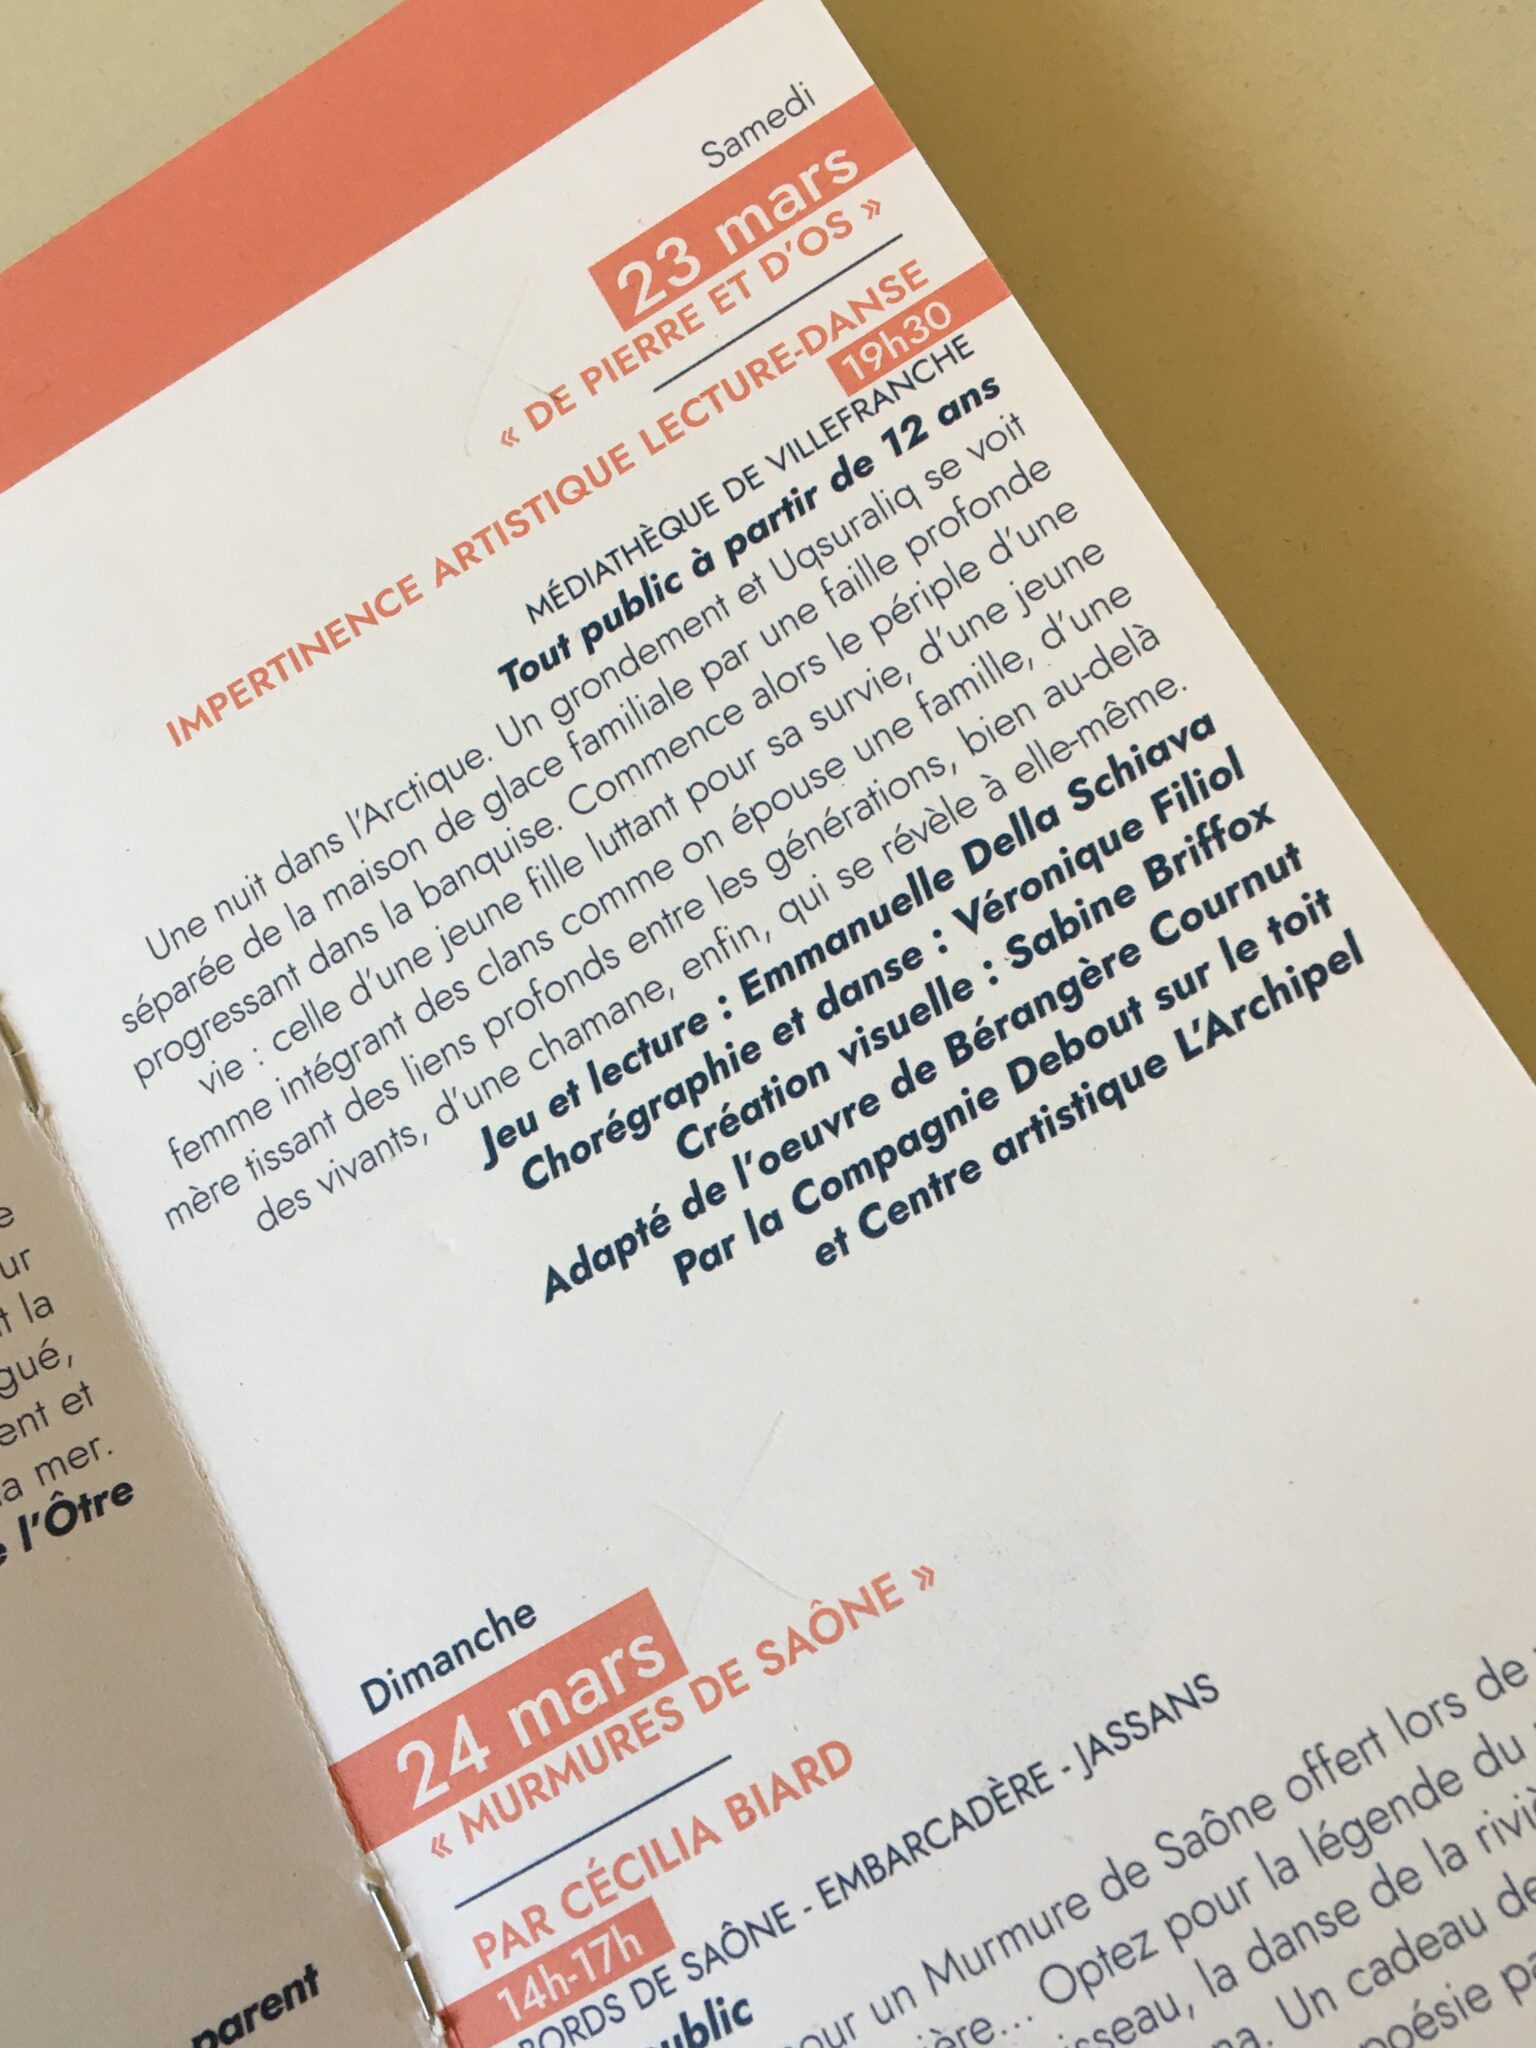 Samedi
23 mars
« DE PIERRE ET D'OS »
IMPERTINENCE ARTISTIQUE LECTURE-DANSE
19h30
MÉDIATHÈQUE DE VILLEFRANCHE
Tout public à partir de 12 ans
Une nuit dans l'Arctique. Un grondement et Uqsuraliq se voit
séparée de la maison de glace familiale par une faille profonde
progressant dans la banquise. Commence alors le périple d'une
vie : celle d'une jeune fille luttant pour sa survie, d'une jeune
femme intégrant des clans comme on épouse une famille, d'une
mère tissant des liens profonds entre les générations, bien au-delà
des vivants, d'une chamane, enfin, qui se révèle à elle-même.
Jeu et lecture : Emmanuelle Della Schiava
Chorégraphie et danse : Véronique Filiol
Création visuelle : Sabine Briffox
Adapté de l'oeuvre de Bérangère Cournut
Par la Compagnie Debout sur le toit
et Centre artistique L'Archipel
ur
la
gué,
ent et
a mer.
l'Ôtre
parent
Dimanche
24 mars
« MURMURES DE SAÔNE »
PAR CÉCILIA BIARD
14h-17h
BORDS DE SAÔNE - EMBARCADÈRE - JASSANS
public
pour un Murmure de Saône offert lors de
ière... Optez pour la légende du
isseau, la danse de la riviè
na. Un cadeau de
poésie pa